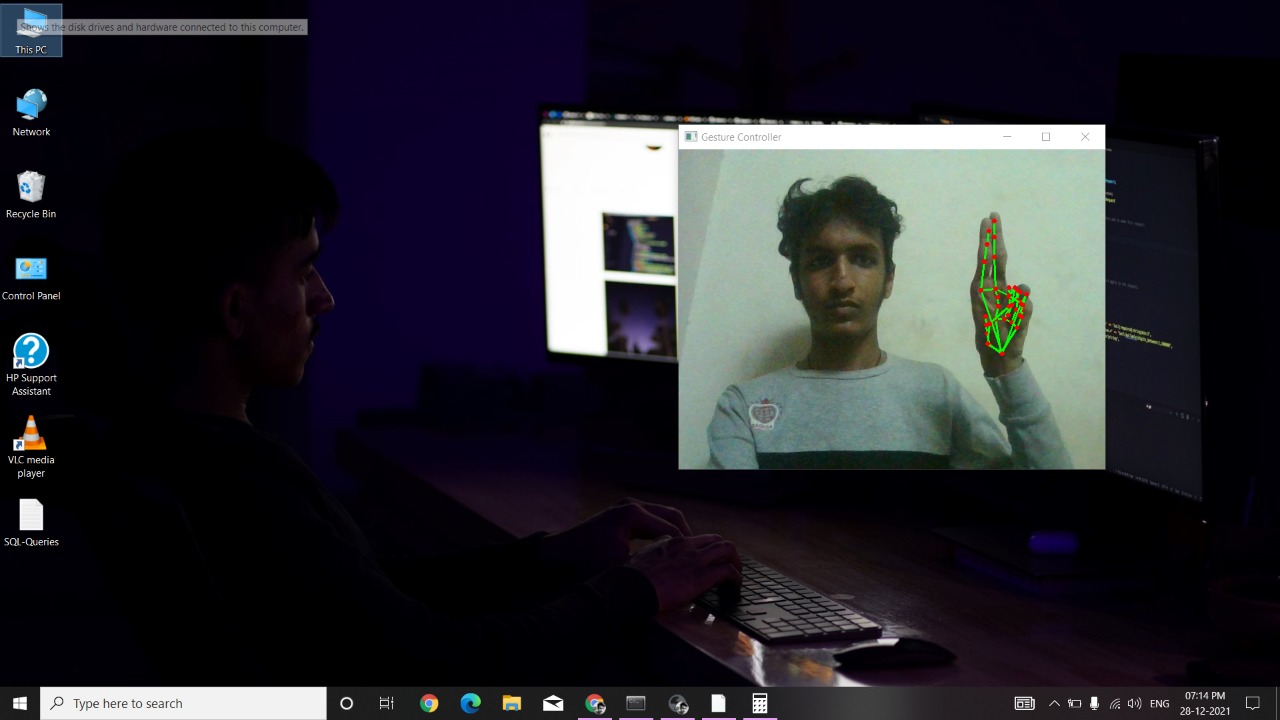 Shows the disk drives and hardware connected to this computer.
This PC
Network
Recycle Bin
Control Panel
HP Support
Assistant
VLC media
player
SQL-Queries
Gesture Controller
Type here to search
ENG
07:14 PM
28-12-2021